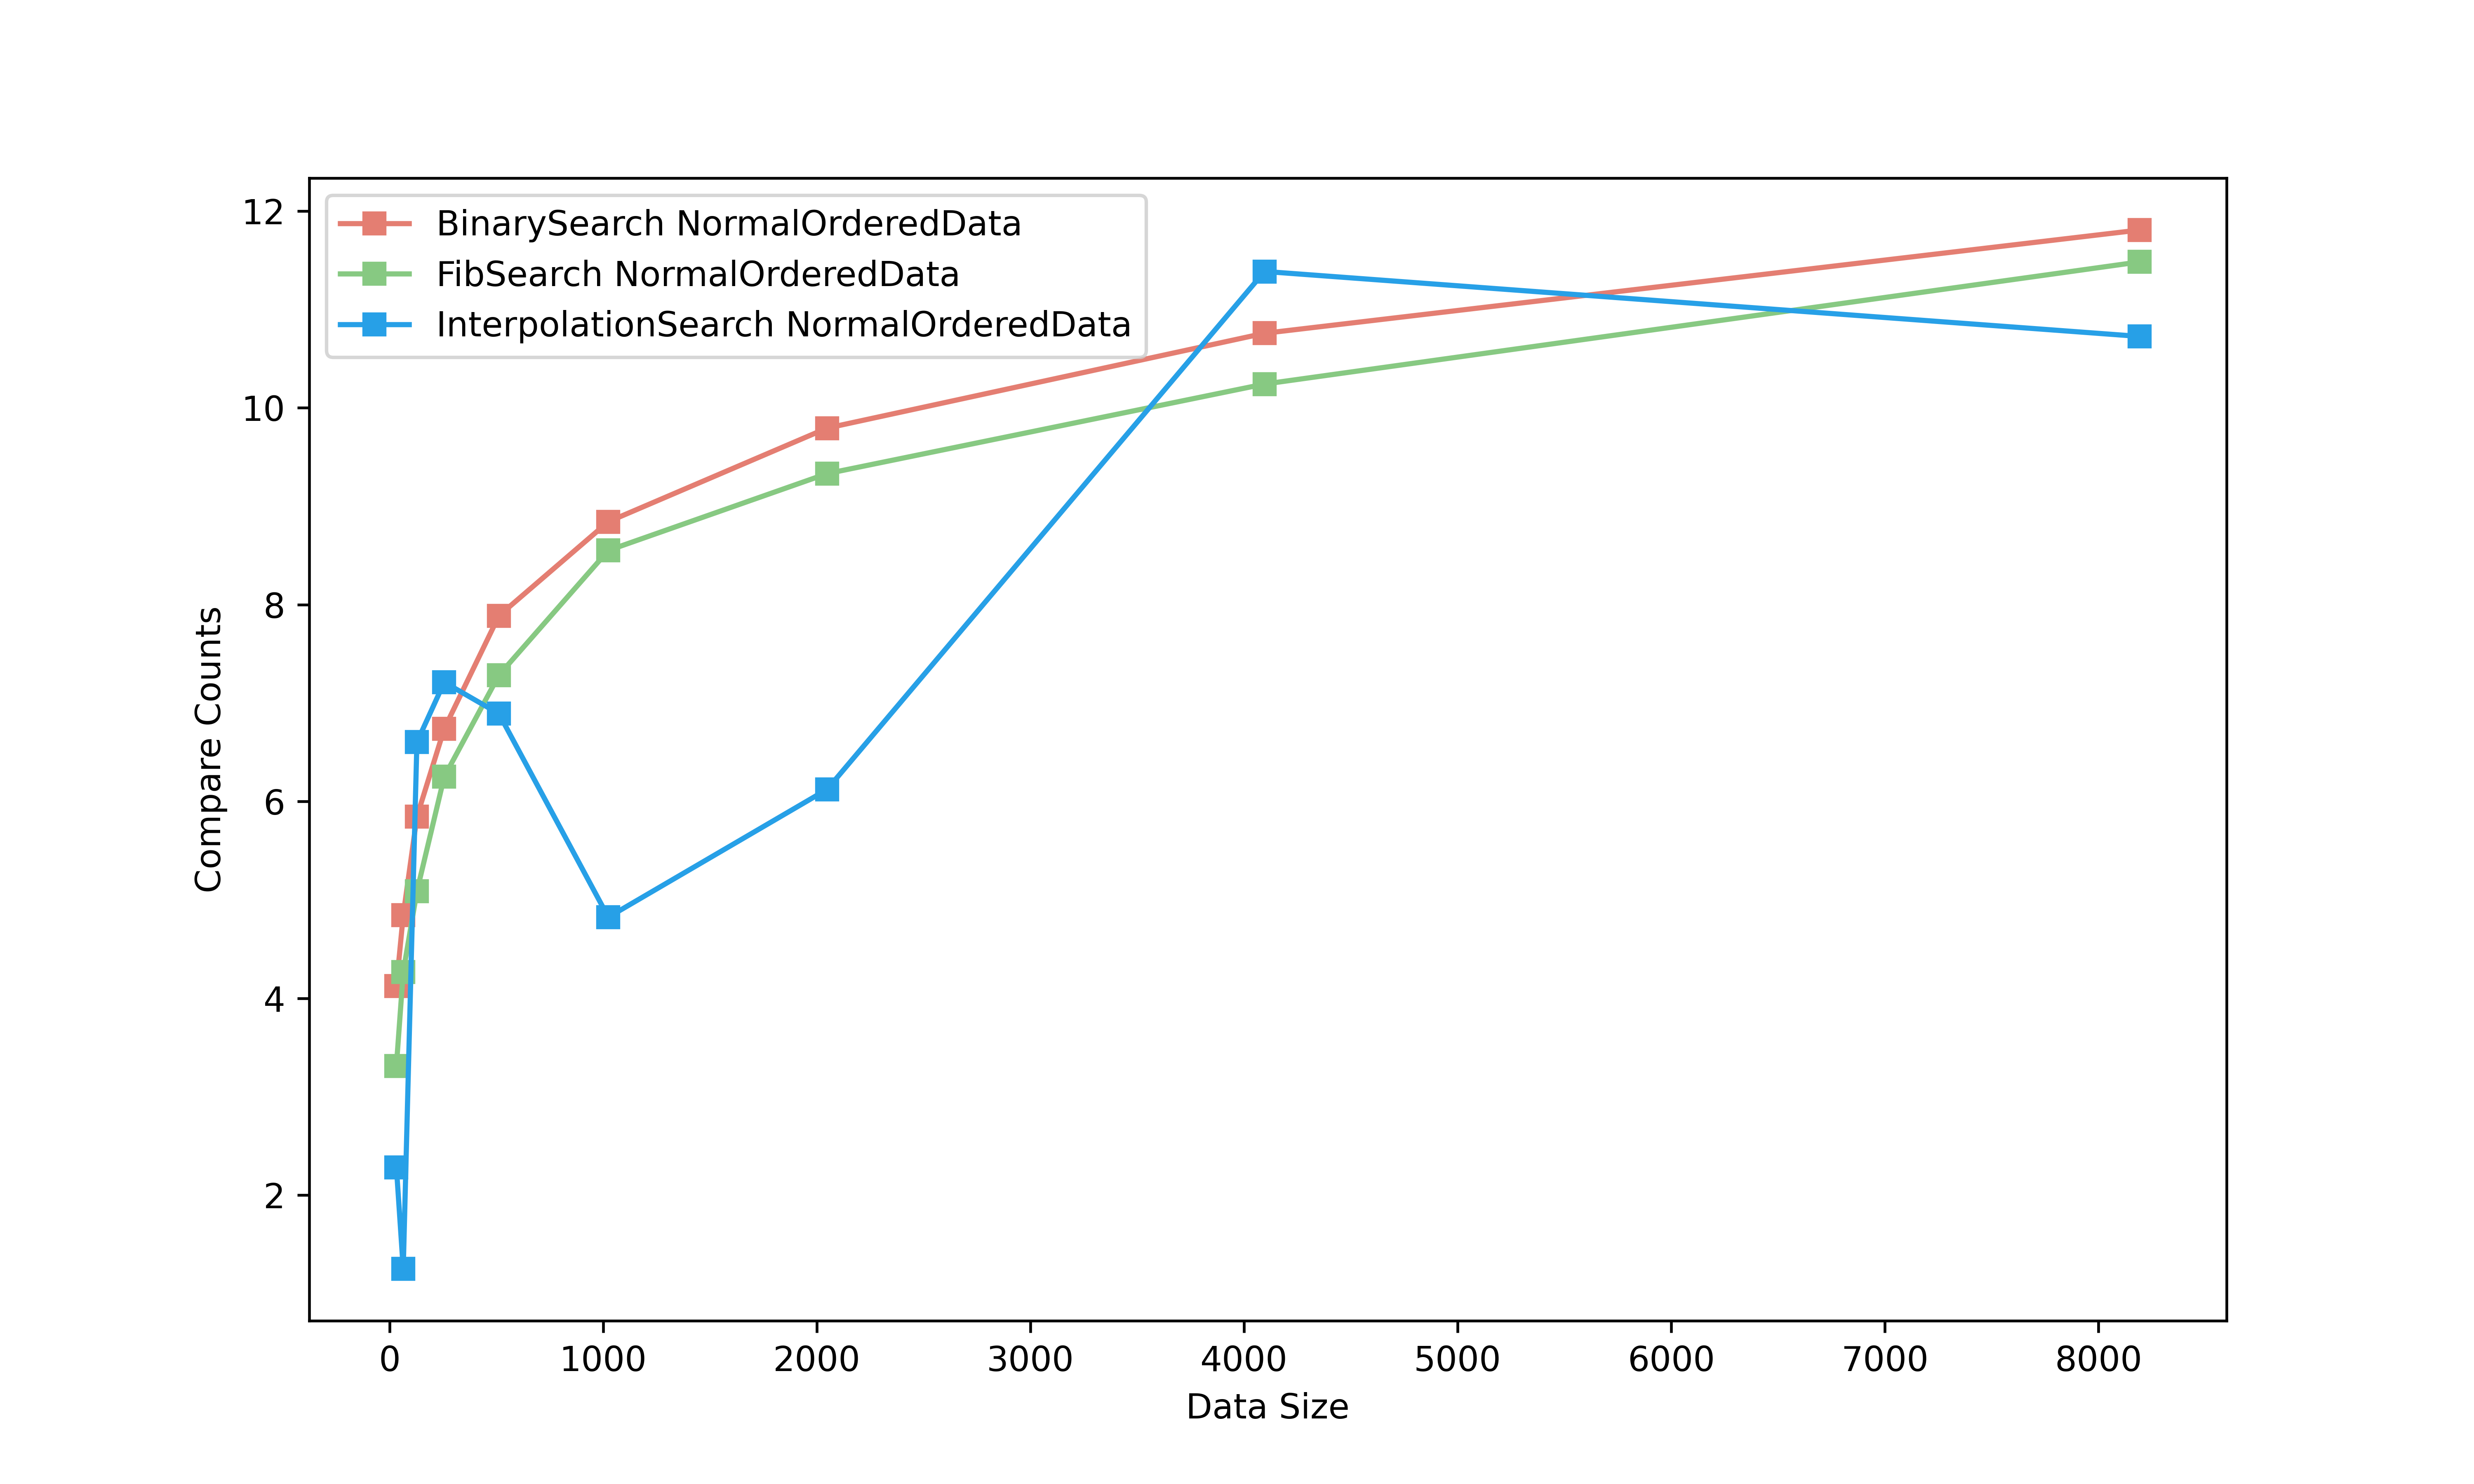 BinarySearch NormalOrderedData
FibSearch NormalOrderedData
InterpolationSearch NormalOrderedData
Compare Counts
12
10
8
6
4
2
0 1000 2000 3000 4000 5000 6000 7000 8000
Data Size